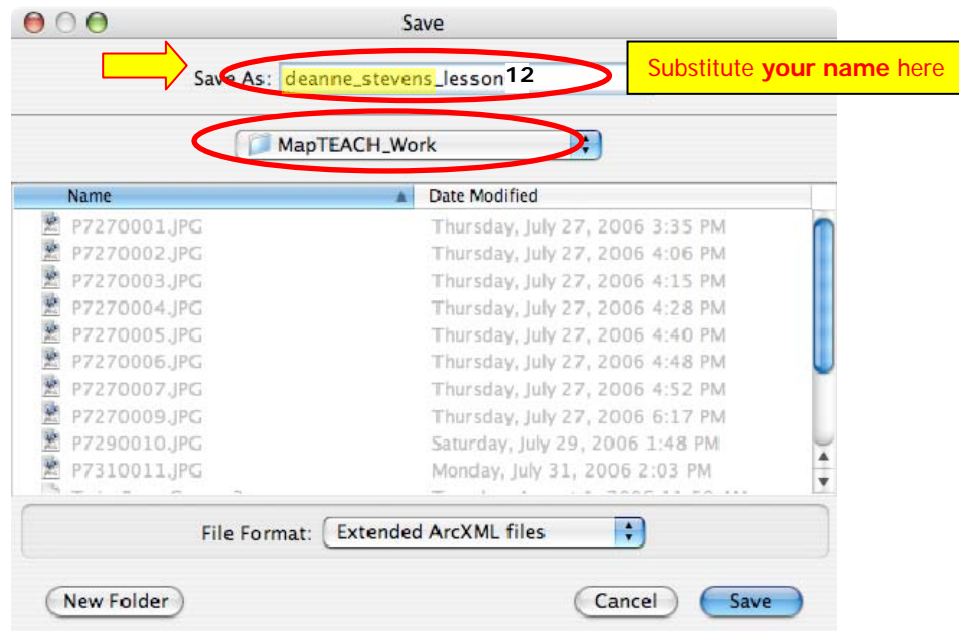 Save
Save As: deanne_stevens_lesson12
Substitute your name here
MapTEACH_Work
Name Date Modified
P7270001.JPG Thursday, July 27, 2006 3:35 PM
P7270002.JPG Thursday, July 27, 2006 4:06 PM
P7270003.JPG Thursday, July 27, 2006 4:15 PM
P7270004.JPG Thursday, July 27, 2006 4:28 PM
P7270005.JPG Thursday, July 27, 2006 4:40 PM
P7270006.JPG Thursday, July 27, 2006 4:48 PM
P7270007.JPG Thursday, July 27, 2006 4:52 PM
P7270009.JPG Thursday, July 27, 2006 6:17 PM
P7290010.JPG Saturday, July 29, 2006 1:48 PM
P7310011.JPG Monday, July 31, 2006 2:03 PM
File Format: Extended ArcXML files
New Folder Cancel Save